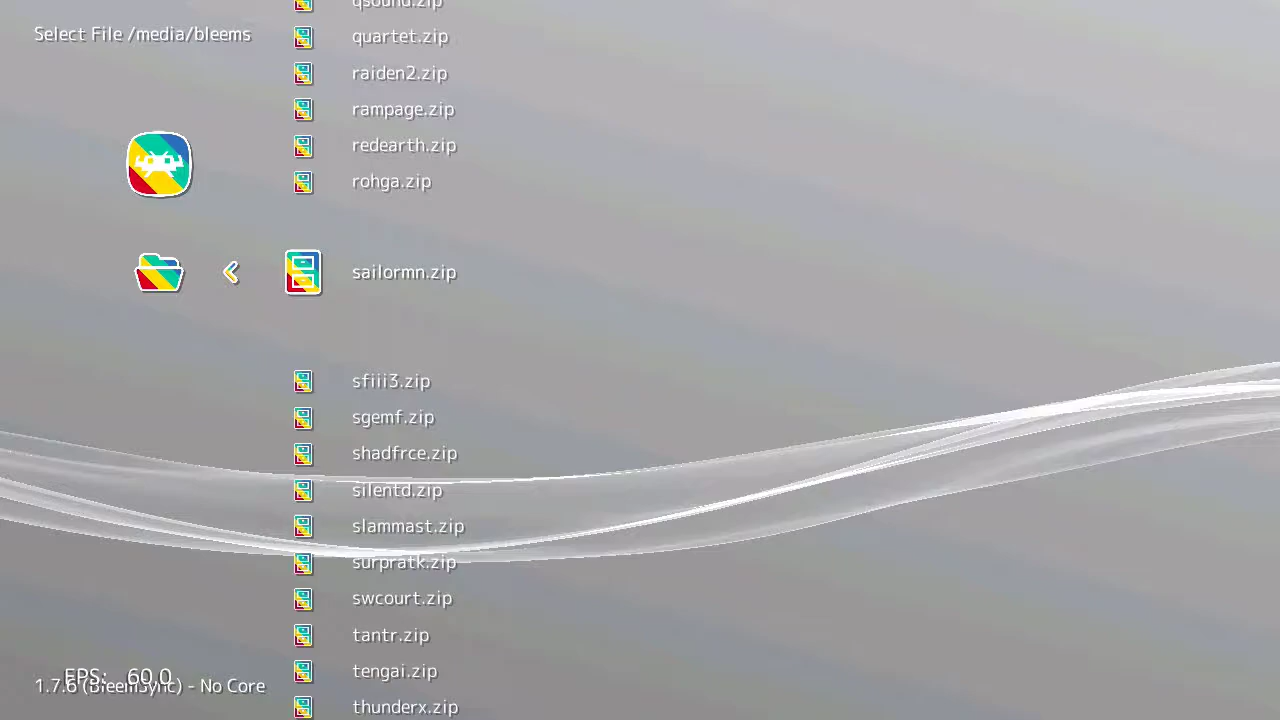 qsound.zip
Select File /media/bleems
quartet.zip
raiden2.zip
rampage.zip
redearth.zip
rohga.zip
sailormn.zip
sfiii3.zip
sgemf.zip
shadfrce.zip
silentd.zip
slammast.zip
surpratk.zip
swcourt.zip
tantr.zip
tengai.zip
FPS: 60.0
1.7.6 (BleemSync) - No Core
thunderx.zip